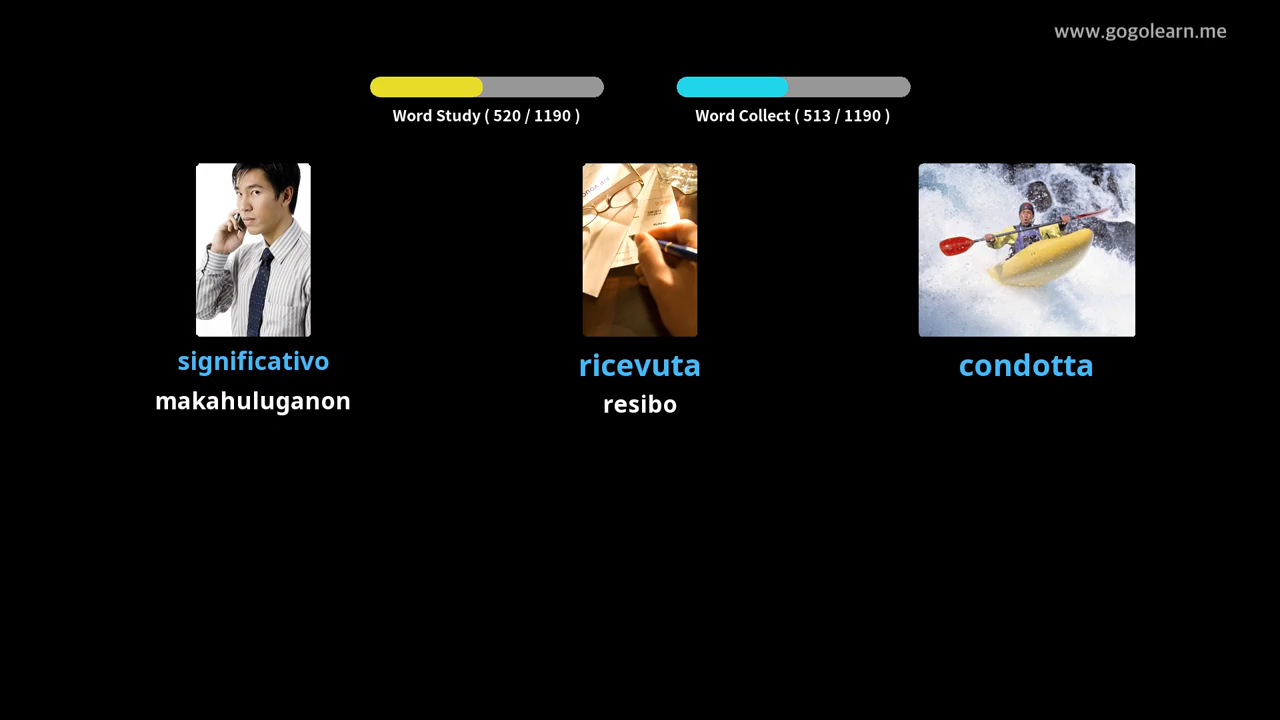 www.gogolearn.me
Word Study ( 520 / 1190 )
Word Collect ( 513 / 1190 )
significativo
ricevuta
condotta
makahuluganon
resibo